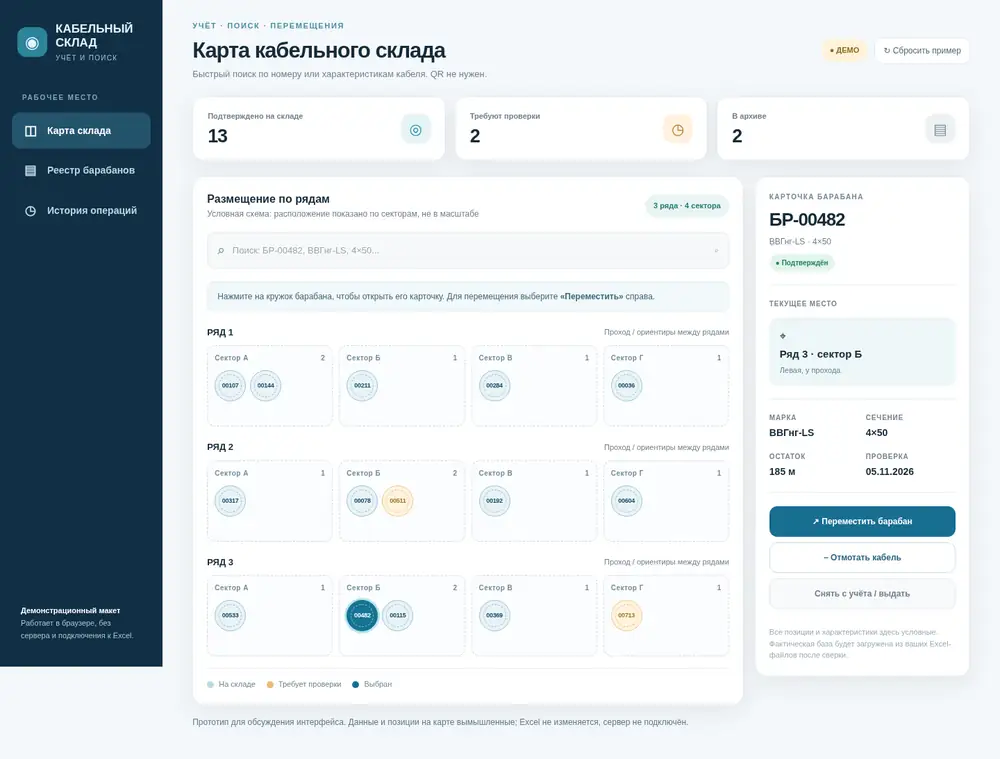 КАБЕЛЬНЫЙ
СКЛАД
УЧЁТ И ПОИСК
РАБОЧЕЕ МЕСТО
Карта склада
Реестр барабанов
История операций
Демонстрационный макет
Работает в браузере, без
сервера и подключения к Excel.
УЧЁТ · ПОИСК · ПЕРЕМЕЩЕНИЯ
Карта кабельного склада
Быстрый поиск по номеру или характеристикам кабеля. QR не нужен.
● ДЕМО
↻ Сбросить пример
Подтверждено на складе
13
Требуют проверки
2
В архиве
2
Размещение по рядам
Условная схема: расположение показано по секторам, не в масштабе
3 ряда · 4 сектора
Поиск: БР-00482, ВВГнг-LS, 4×50...
Нажмите на кружок барабана, чтобы открыть его карточку. Для перемещения выберите «Переместить» справа.
РЯД 1
Проход / ориентиры между рядами
Сектор А 2
00107 00144
Сектор Б 1
00211
Сектор В 1
00284
Сектор Г 1
00036
РЯД 2
Проход / ориентиры между рядами
Сектор А 1
00317
Сектор Б 2
00078 00511
Сектор В 1
00192
Сектор Г 1
00604
РЯД 3
Проход / ориентиры между рядами
Сектор А 1
00533
Сектор Б 2
00482 00115
Сектор В 1
00369
Сектор Г 1
00713
На складе
Требует проверки
Выбран
КАРТОЧКА БАРАБАНА
БР-00482
ВВГнг-LS · 4×50
● Подтверждён
ТЕКУЩЕЕ МЕСТО
Ряд 3 · сектор Б
Левая, у прохода.
МАРКА
ВВГнг-LS
СЕЧЕНИЕ
4×50
ОСТАТОК
185 м
ПРОВЕРКА
05.11.2026
↗ Переместить барабан
− Отмотать кабель
Снять с учёта / выдать
Все позиции и характеристики здесь условные.
Фактическая база будет загружена из ваших Excel-
файлов после сверки.
Прототип для обсуждения интерфейса. Данные и позиции на карте вымышленные; Excel не изменяется, сервер не подключён.